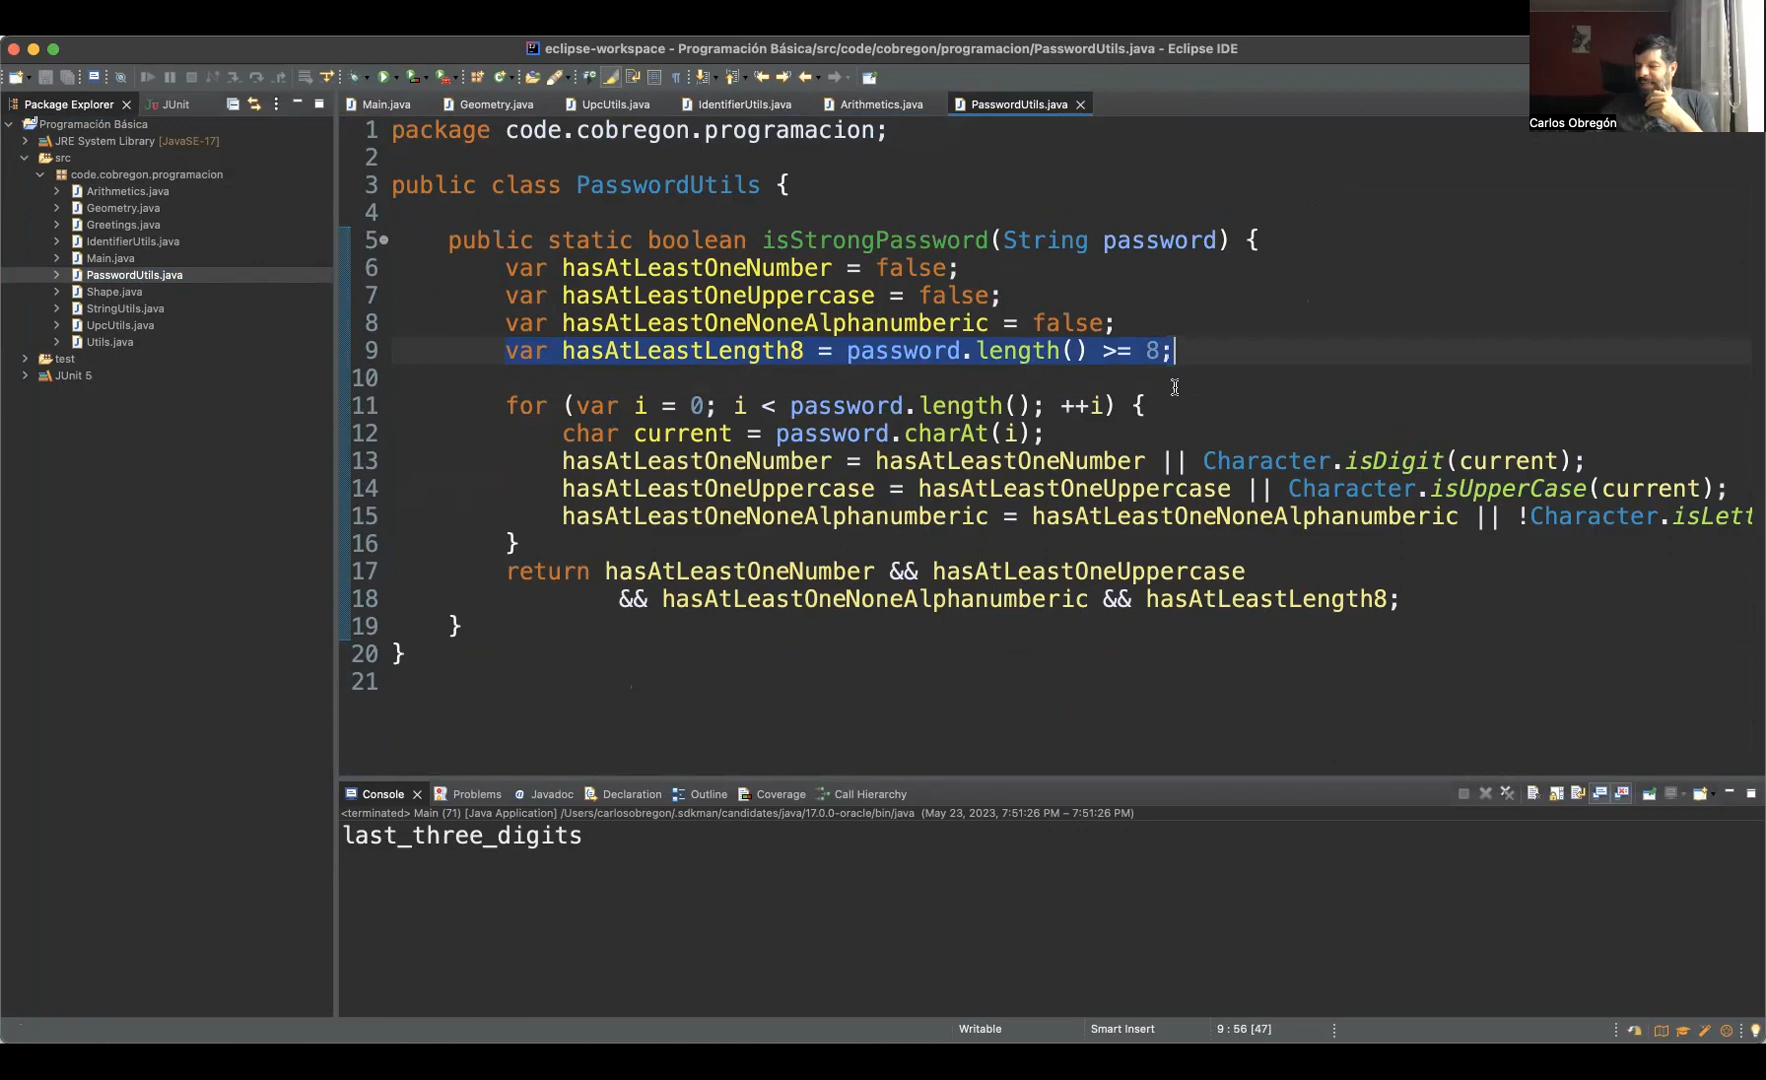 eclipse-workspace - Programación Básica/src/code/cobregon/programacion/PasswordUtils.java - Eclipse IDE
Carlos Obregón
Package Explorer
JUnit
Main.java
Geometry.java
UpcUtils.java
IdentifierUtils.java
Arithmetics.java
PasswordUtils.java
Programación Básica
JRE System Library [JavaSE-17]
src
code.cobregon.programacion
Arithmetics.java
Geometry.java
Greetings.java
IdentifierUtils.java
Main.java
PasswordUtils.java
Shape.java
StringUtils.java
UpcUtils.java
Utils.java
test
JUnit 5
1 package code.cobregon.programacion;
2
3 public class PasswordUtils {
4
5 public static boolean isStrongPassword(String password) {
6 var hasAtLeastOneNumber = false;
7 var hasAtLeastOneUppercase = false;
8 var hasAtLeastOneNoneAlphanumberic = false;
9 var hasAtLeastLength8 = password.length() >= 8;
10
11 for (var i = 0; i < password.length(); ++i) {
12 char current = password.charAt(i);
13 hasAtLeastOneNumber = hasAtLeastOneNumber || Character.isDigit(current);
14 hasAtLeastOneUppercase = hasAtLeastOneUppercase || Character.isUpperCase(current);
15 hasAtLeastOneNoneAlphanumberic = hasAtLeastOneNoneAlphanumberic || !Character.isLett
16 }
17 return hasAtLeastOneNumber && hasAtLeastOneUppercase
18 && hasAtLeastOneNoneAlphanumberic && hasAtLeastLength8;
19 }
20 }
21
Console
Problems
Javadoc
Declaration
Outline
Coverage
Call Hierarchy
<terminated> Main (71) [Java Application] /Users/carlosobregon/.sdkman/candidates/java/17.0.0-oracle/bin/java (May 23, 2023, 7:51:26 PM – 7:51:26 PM)
last_three_digits
Writable
Smart Insert
9 : 56 [47]